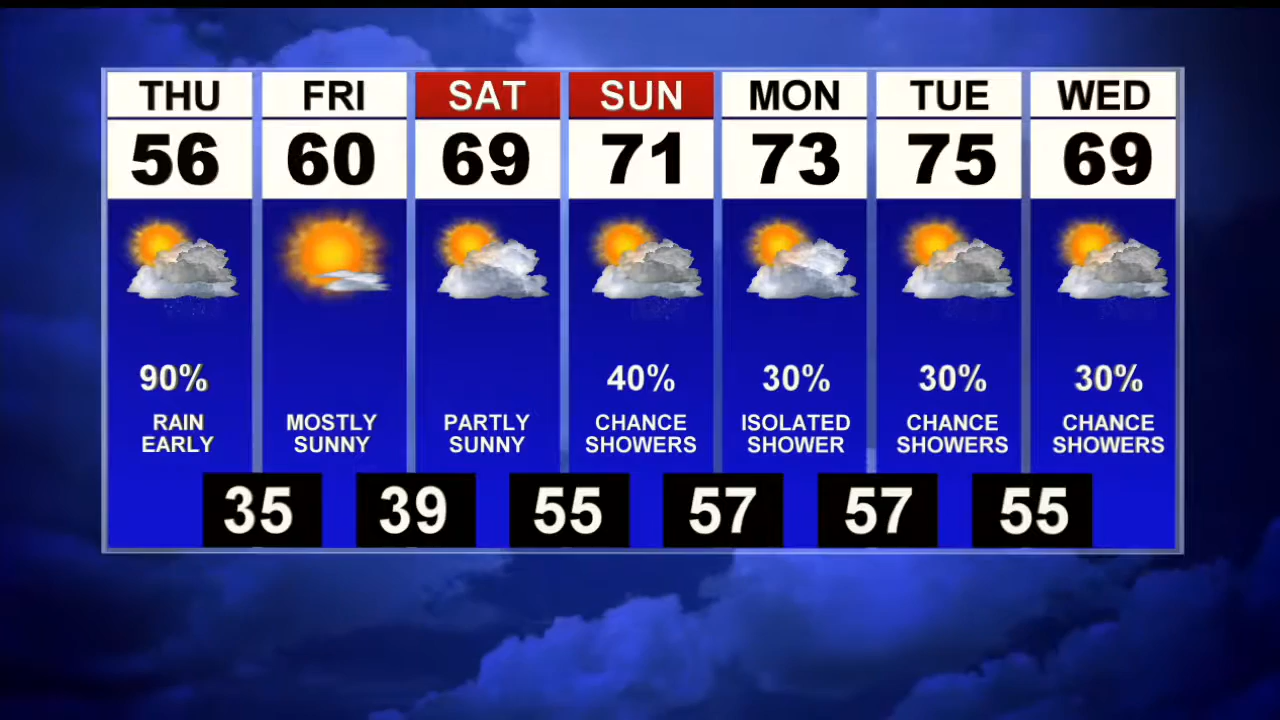 THU FRI SAT SUN MON TUE WED
56 60 69 71 73 75 69
90% 40% 30% 30% 30%
RAIN MOSTLY PARTLY CHANCE ISOLATED CHANCE CHANCE
EARLY SUNNY SUNNY SHOWERS SHOWER SHOWERS SHOWERS
35 39 55 57 57 55